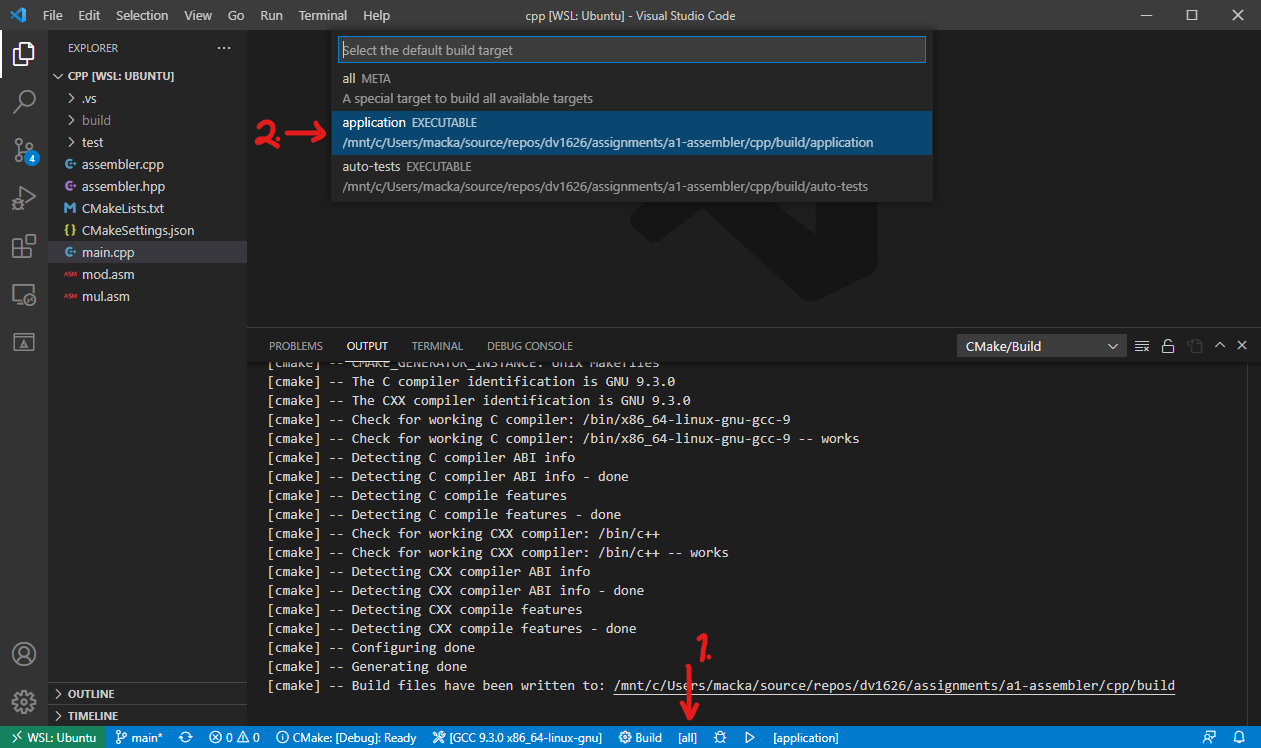 File Edit Selection View Go Run Terminal Help cpp [WSL: Ubuntu] - Visual Studio Code
EXPLORER
CPP [WSL: UBUNTU]
.vs
build
test
assembler.cpp
assembler.hpp
CMakeLists.txt
CMakeSettings.json
main.cpp
ASM mod.asm
ASM mul.asm
OUTLINE
TIMELINE
4
Select the default build target
all META
A special target to build all available targets
2.
application EXECUTABLE
/mnt/c/Users/macka/source/repos/dv1626/assignments/a1-assembler/cpp/build/application
auto-tests EXECUTABLE
/mnt/c/Users/macka/source/repos/dv1626/assignments/a1-assembler/cpp/build/auto-tests
PROBLEMS OUTPUT TERMINAL DEBUG CONSOLE CMake/Build
[cmake] -- CMAKE_GENERATOR_INSTANCE: Unix Makefiles
[cmake] -- The C compiler identification is GNU 9.3.0
[cmake] -- The CXX compiler identification is GNU 9.3.0
[cmake] -- Check for working C compiler: /bin/x86_64-linux-gnu-gcc-9
[cmake] -- Check for working C compiler: /bin/x86_64-linux-gnu-gcc-9 -- works
[cmake] -- Detecting C compiler ABI info
[cmake] -- Detecting C compiler ABI info - done
[cmake] -- Detecting C compile features
[cmake] -- Detecting C compile features - done
[cmake] -- Check for working CXX compiler: /bin/c++
[cmake] -- Check for working CXX compiler: /bin/c++ -- works
[cmake] -- Detecting CXX compiler ABI info
[cmake] -- Detecting CXX compiler ABI info - done
[cmake] -- Detecting CXX compile features
[cmake] -- Detecting CXX compile features - done
[cmake] -- Configuring done
[cmake] -- Generating done
[cmake] -- Build files have been written to: /mnt/c/Users/macka/source/repos/dv1626/assignments/a1-assembler/cpp/build
1.
WSL: Ubuntu main* 0 0 CMake: [Debug]: Ready [GCC 9.3.0 x86_64-linux-gnu] Build [all] [application]